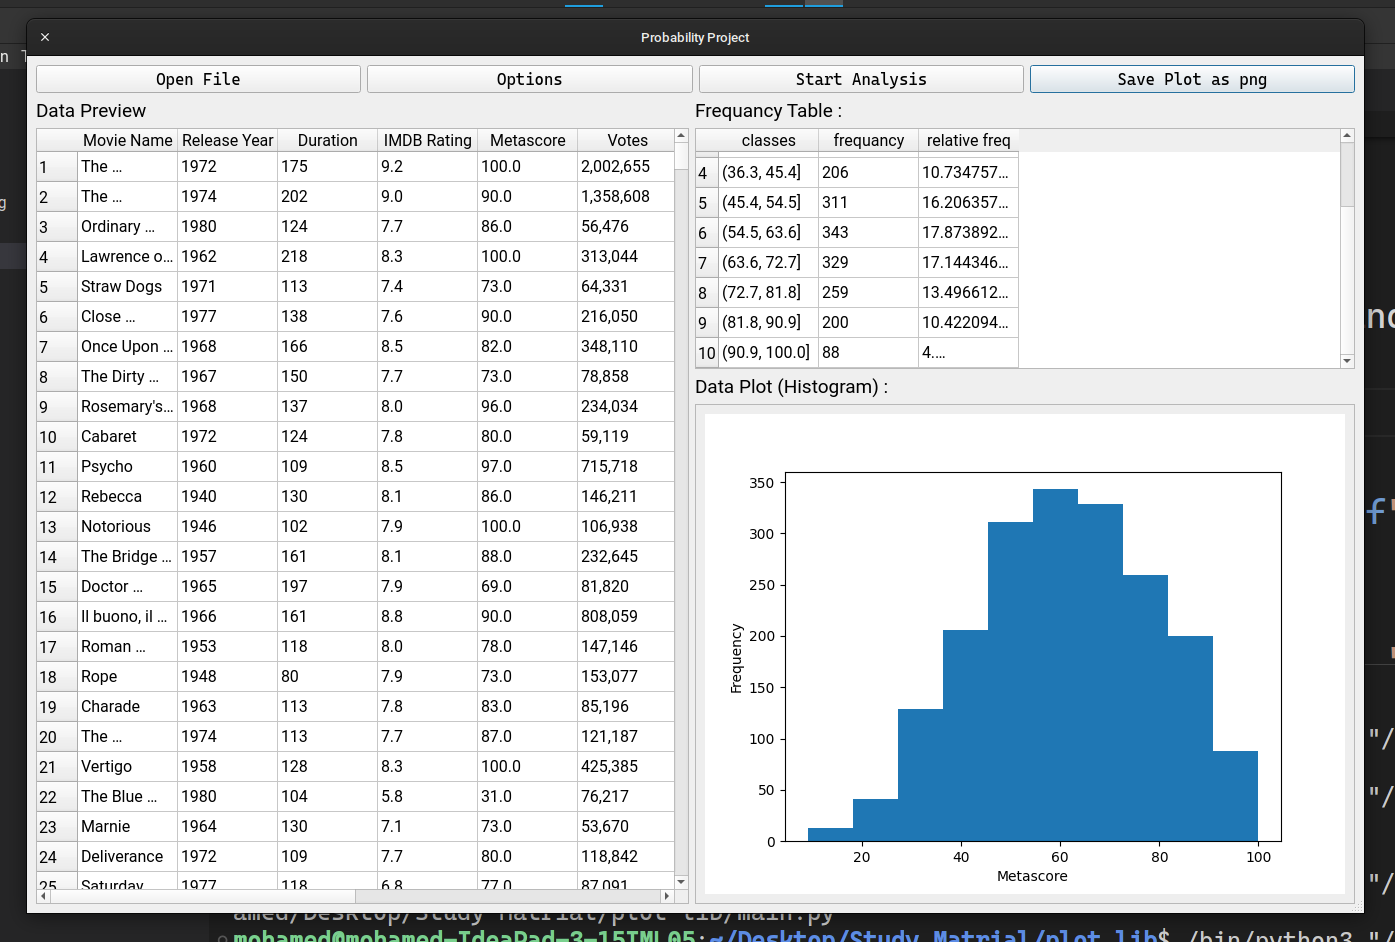 Probability Project
Open File Options Start Analysis Save Plot as png
Data Preview
Movie Name Release Year Duration IMDB Rating Metascore Votes
1 The ... 1972 175 9.2 100.0 2,002,655
2 The ... 1974 202 9.0 90.0 1,358,608
3 Ordinary ... 1980 124 7.7 86.0 56,476
4 Lawrence o... 1962 218 8.3 100.0 313,044
5 Straw Dogs 1971 113 7.4 73.0 64,331
6 Close ... 1977 138 7.6 90.0 216,050
7 Once Upon ... 1968 166 8.5 82.0 348,110
8 The Dirty ... 1967 150 7.7 73.0 78,858
9 Rosemary's... 1968 137 8.0 96.0 234,034
10 Cabaret 1972 124 7.8 80.0 59,119
11 Psycho 1960 109 8.5 97.0 715,718
12 Rebecca 1940 130 8.1 86.0 146,211
13 Notorious 1946 102 7.9 100.0 106,938
14 The Bridge ... 1957 161 8.1 88.0 232,645
15 Doctor ... 1965 197 7.9 69.0 81,820
16 Il buono, il ... 1966 161 8.8 90.0 808,059
17 Roman ... 1953 118 8.0 78.0 147,146
18 Rope 1948 80 7.9 73.0 153,077
19 Charade 1963 113 7.8 83.0 85,196
20 The ... 1974 113 7.7 87.0 121,187
21 Vertigo 1958 128 8.3 100.0 425,385
22 The Blue ... 1980 104 5.8 31.0 76,217
23 Marnie 1964 130 7.1 73.0 53,670
24 Deliverance 1972 109 7.7 80.0 118,842
25 Saturday 1977 118 6.8 77.0 87,091
Frequancy Table :
classes frequency relative freq
4 (36.3, 45.4] 206 10.734757...
5 (45.4, 54.5] 311 16.206357...
6 (54.5, 63.6] 343 17.873892...
7 (63.6, 72.7] 329 17.144346...
8 (72.7, 81.8] 259 13.496612...
9 (81.8, 90.9] 200 10.422094...
10 (90.9, 100.0] 88 4....
Data Plot (Histogram) :
350
300
250
200
150
100
50
0
Frequency
20 40 60 80 100
Metascore
amed/Desktop/Study Matrial/plot lib/main.py
mohamed@mohamed-IdeaPad-3-15IML05:~/Desktop/Study Matrial/plot lib$ /bin/python3 "/